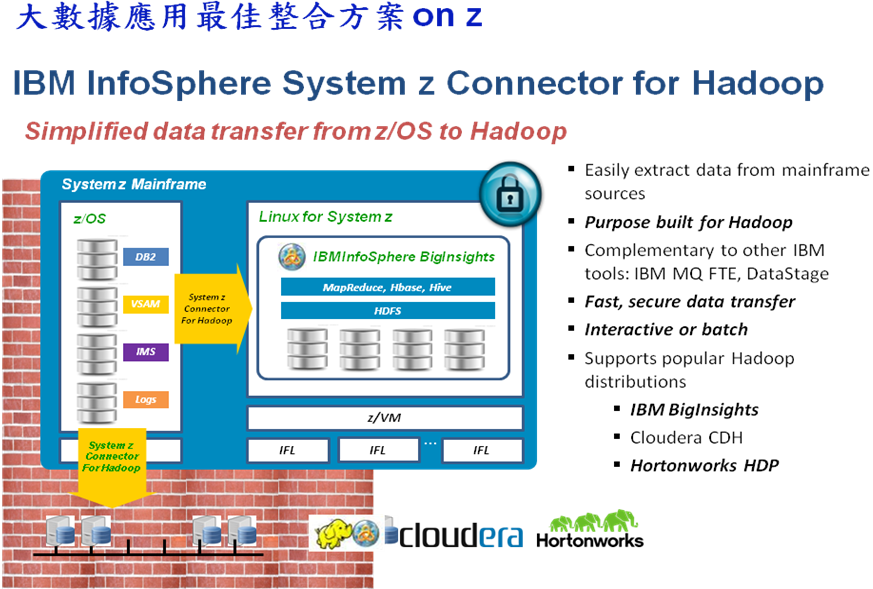 大數據應用最佳整合方案 on z
IBM InfoSphere System z Connector for Hadoop
Simplified data transfer from z/OS to Hadoop
System z Mainframe
z/OS
DB2
VSAM
IMS
Logs
System z
Connector
For Hadoop
Linux for System z
IBM InfoSphere BigInsights
MapReduce, Hbase, Hive
HDFS
z/VM
IFL
IFL
...
IFL
System z
Connector
For Hadoop
cloudera
Hortonworks
▪ Easily extract data from mainframe
sources
▪ Purpose built for Hadoop
▪ Complementary to other IBM
tools: IBM MQ FTE, DataStage
▪ Fast, secure data transfer
▪ Interactive or batch
▪ Supports popular Hadoop
distributions
▪ IBM BigInsights
▪ Cloudera CDH
▪ Hortonworks HDP